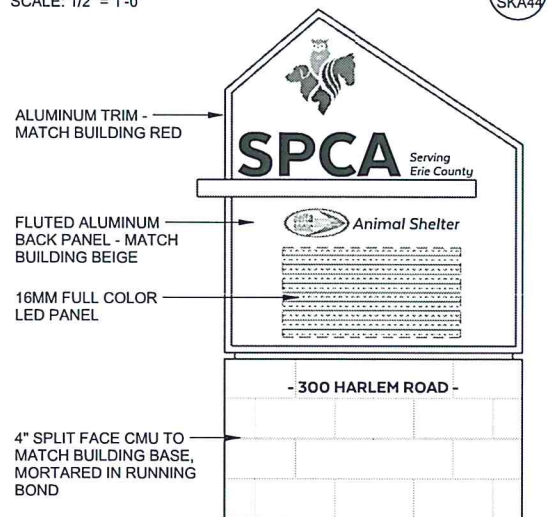 SCALE: 1/2" = 1'-0"
SKA44
ALUMINUM TRIM -
MATCH BUILDING RED
SPCA
Serving
Erie County
FLUTED ALUMINUM
BACK PANEL - MATCH
BUILDING BEIGE
Animal Shelter
16MM FULL COLOR
LED PANEL
- 300 HARLEM ROAD -
4" SPLIT FACE CMU TO
MATCH BUILDING BASE,
MORTARED IN RUNNING
BOND